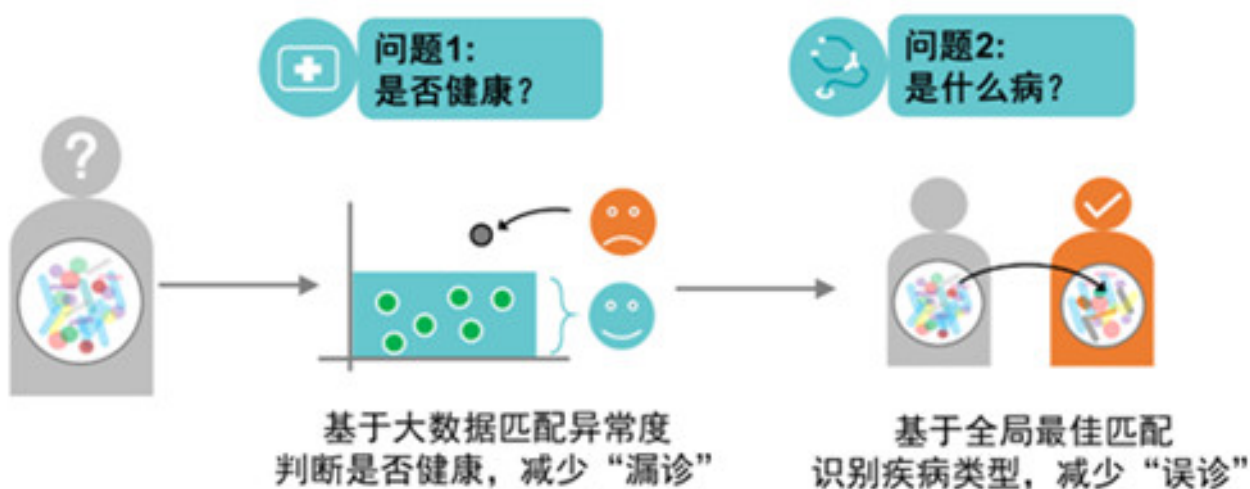 问题1:
是否健康？
问题2:
是什么病？
?
基于大数据匹配异常度
判断是否健康，减少“漏诊”
基于全局最佳匹配
识别疾病类型，减少“误诊”